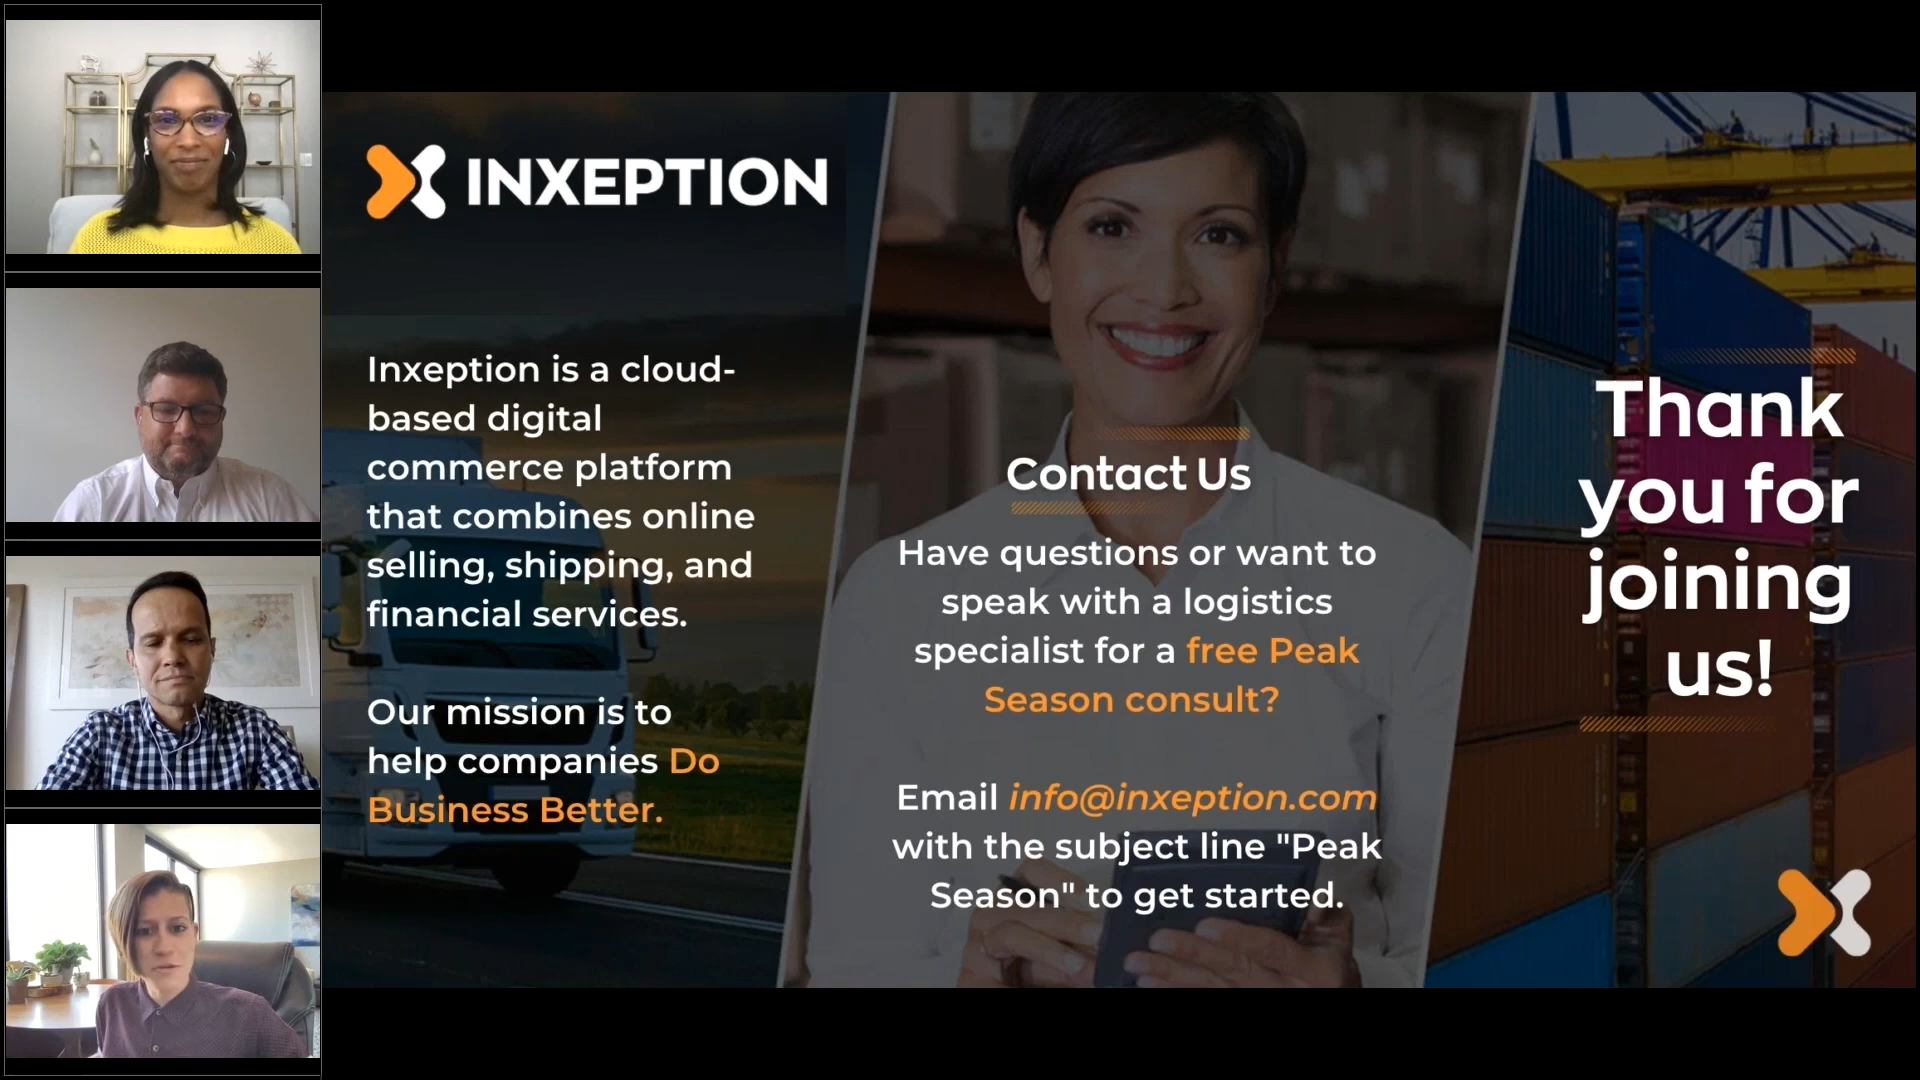 INXEPTION
Inxeption is a cloud-
based digital
commerce platform
that combines online
selling, shipping, and
financial services.
Our mission is to
help companies Do
Business Better.
Contact Us
Have questions or want to
speak with a logistics
specialist for a free Peak
Season consult?
Email info@inxeption.com
with the subject line "Peak
Season" to get started.
Thank
you for
joining
us!